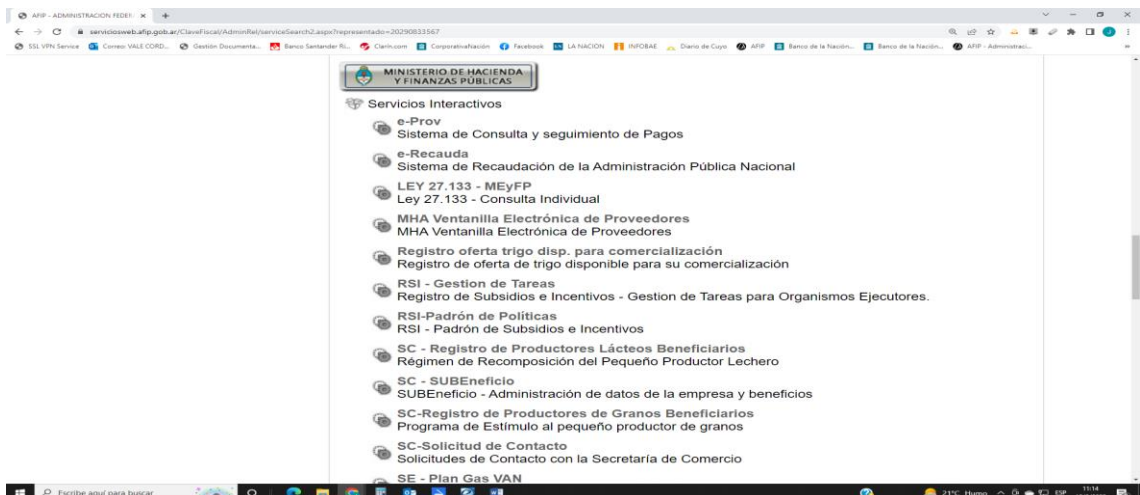 AFIP - ADMINISTRACION FEDER
serviciosweb.afip.gob.ar/ClaveFiscal/AdminRel/serviceSearch2.aspx?representado=20290833567
SSL VPN Service Correo VALE CORD... Gestión Documenta... Banco Santander Ri... Clarín.com CorporativaNación Facebook LA NACION INFOBAE Diario de Cuyo AFIP Banco de la Nación... Banco de la Nación... AFIP - Administraci...
MINISTERIO DE HACIENDA
Y FINANZAS PÚBLICAS
Servicios Interactivos
e-Prov
Sistema de Consulta y seguimiento de Pagos
e-Recauda
Sistema de Recaudación de la Administración Pública Nacional
LEY 27.133 - MEyFP
Ley 27.133 - Consulta Individual
MHA Ventanilla Electrónica de Proveedores
MHA Ventanilla Electrónica de Proveedores
Registro oferta trigo disp. para comercialización
Registro de oferta de trigo disponible para su comercialización
RSI - Gestion de Tareas
Registro de Subsidios e Incentivos - Gestion de Tareas para Organismos Ejecutores.
RSI-Padrón de Políticas
RSI - Padrón de Subsidios e Incentivos
SC - Registro de Productores Lácteos Beneficiarios
Régimen de Recomposición del Pequeño Productor Lechero
SC - SUBEneficio
SUBEneficio - Administración de datos de la empresa y beneficios
SC-Registro de Productores de Granos Beneficiarios
Programa de Estímulo al pequeño productor de granos
SC-Solicitud de Contacto
Solicitudes de Contacto con la Secretaría de Comercio
SE - Plan Gas VAN
Escribe aquí para buscar
21°C Humo ESP 11:14